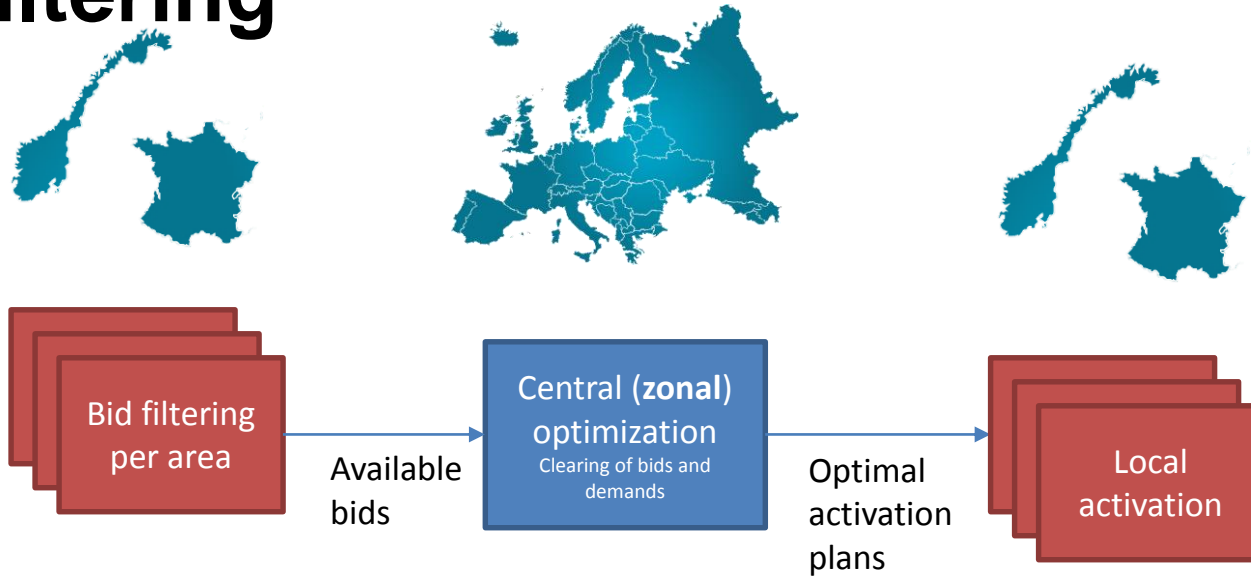 Bid filtering
per area
Available
bids
Central (zonal)
optimization
Clearing of bids and
demands
Optimal
activation
plans
Local
activation